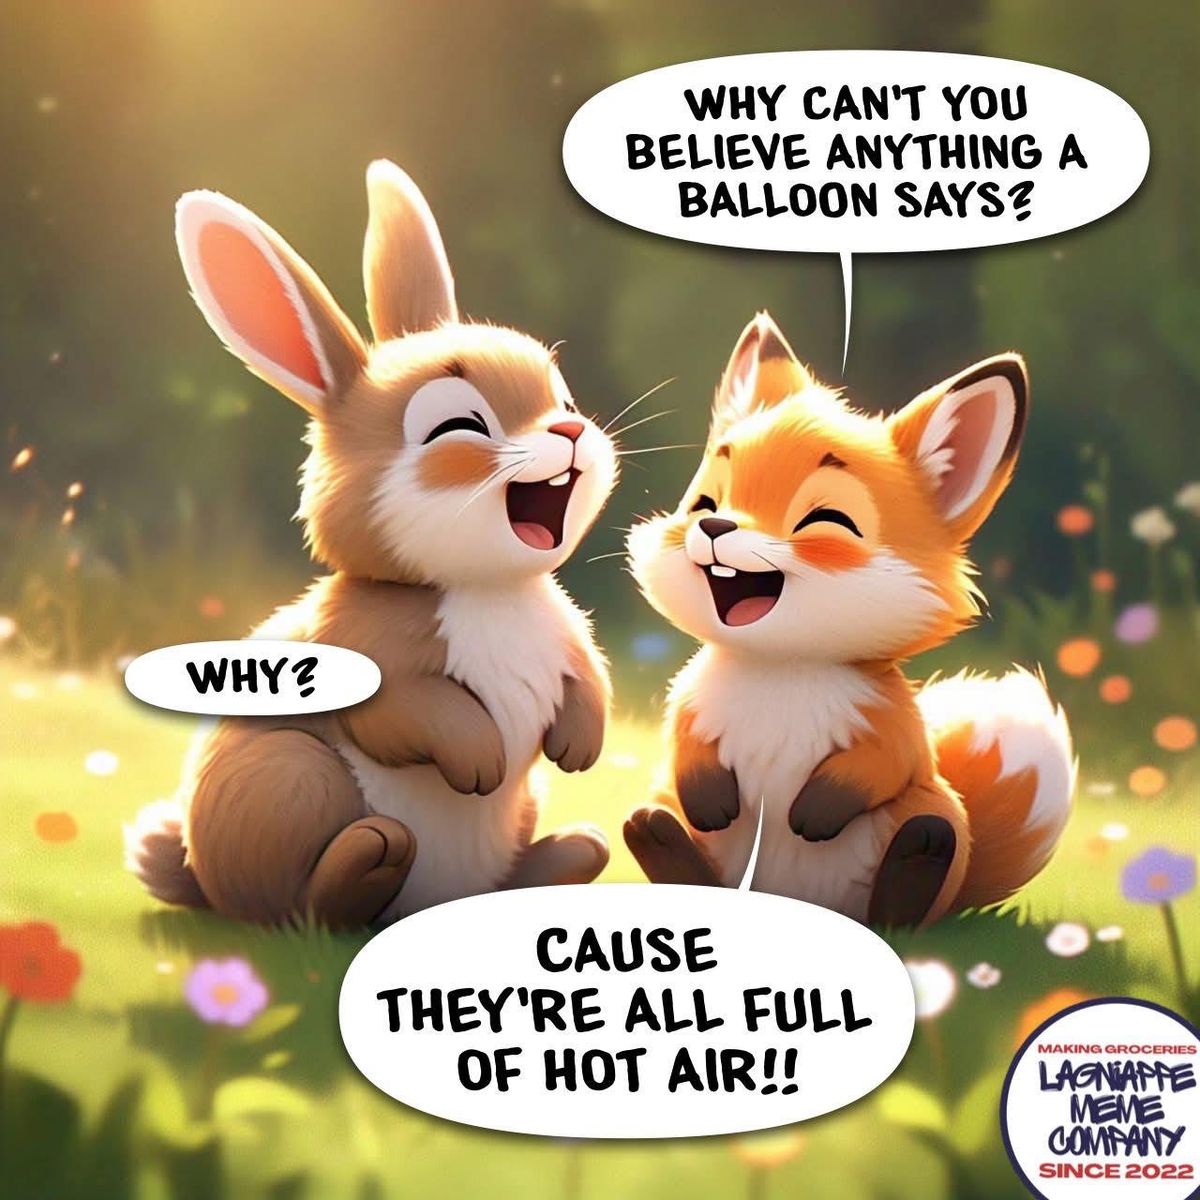 WHY CAN'T YOU
BELIEVE ANYTHING A
BALLOON SAYS?
WHY?
CAUSE
THEY'RE ALL FULL
OF HOT AIR!!
MAKING GROCERIES
LAGNIAPPE
MEME
COMPANY
SINCE 2022